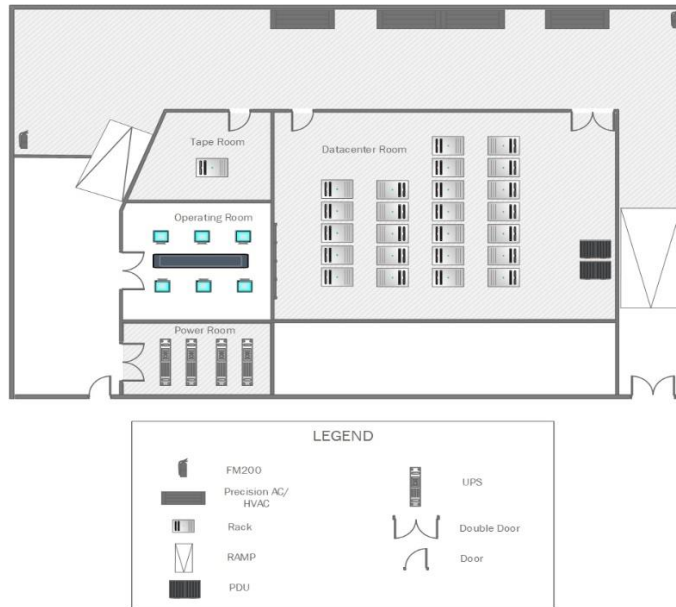 Tape Room
Datacenter Room
Operating Room
Power Room
LEGEND
FM200
Precision AC/
HVAC
Rack
RAMP
PDU
UPS
Double Door
Door